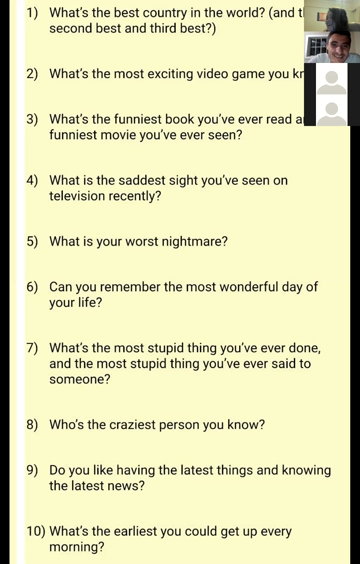 1) What's the best country in the world? (and
second best and third best?)
2) What's the most exciting video game you
3) What's the funniest book you've ever read
funniest movie you've ever seen?
4) What is the saddest sight you've seen on
television recently?
5) What is your worst nightmare?
6) Can you remember the most wonderful day of
your life?
7) What's the most stupid thing you've ever done,
and the most stupid thing you've ever said to
someone?
8) Who's the craziest person you know?
9) Do you like having the latest things and knowing
the latest news?
10) What's the earliest you could get up every
morning?